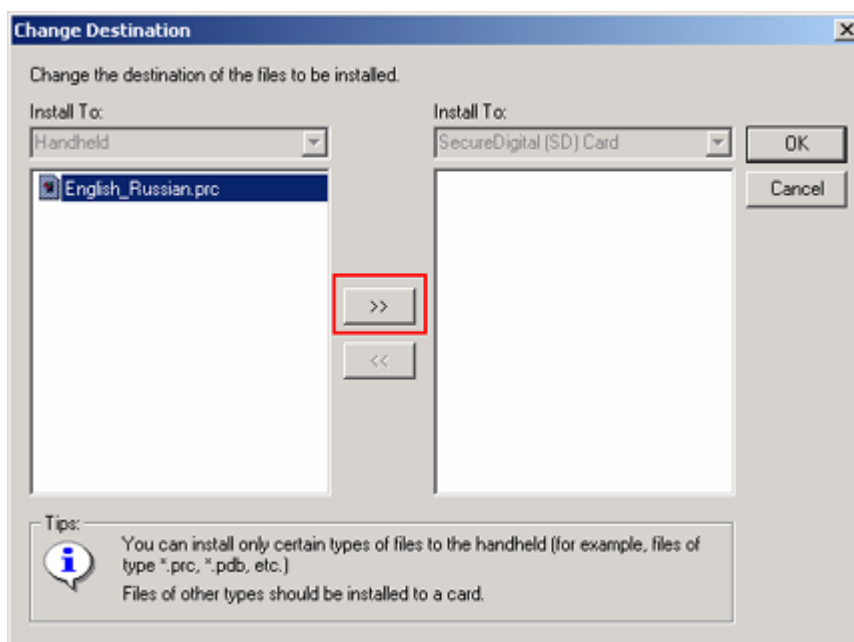 Change Destination
Change the destination of the files to be installed.
Install To:
Install To:
Handheld
SecureDigital (SD) Card
OK
English_Russian.prc
Cancel
>>
<<
Tips:
You can install only certain types of files to the handheld (for example, files of
type *.prc, *.pdb, etc.)
Files of other types should be installed to a card.